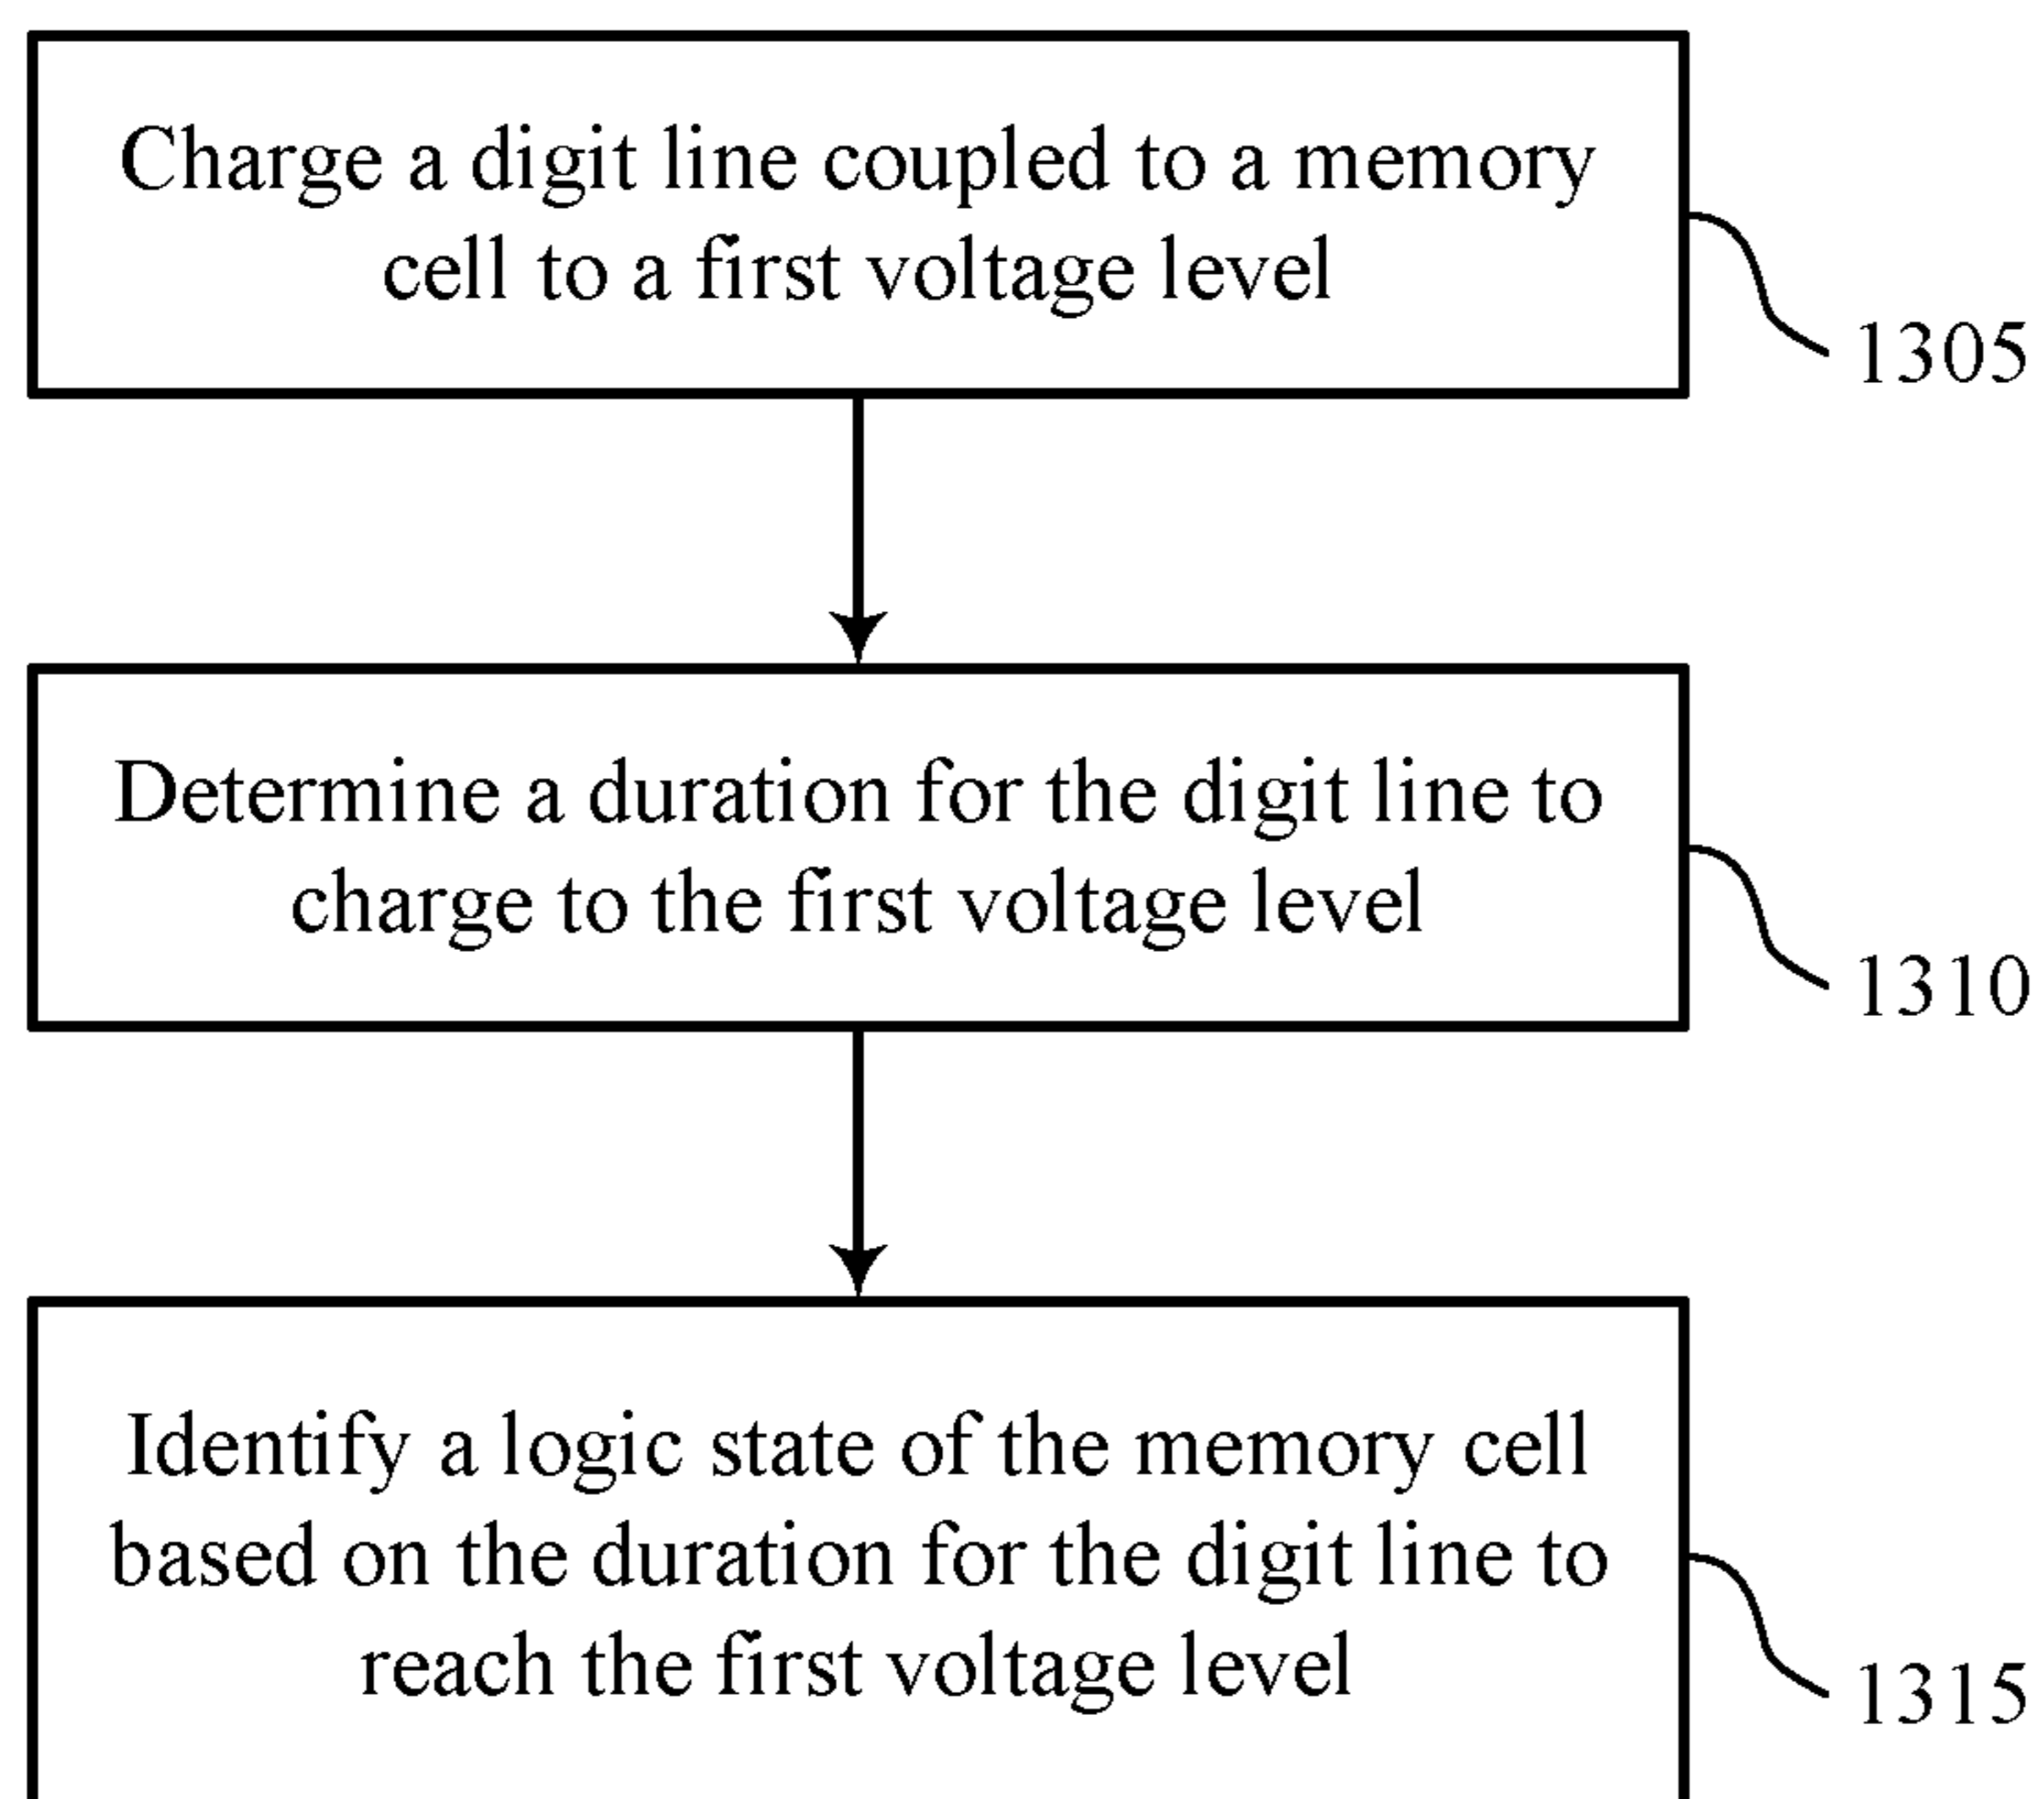 Charge a digit line coupled to a memory
cell to a first voltage level
1305
Determine a duration for the digit line to
charge to the first voltage level
1310
Identify a logic state of the memory cell
based on the duration for the digit line to
reach the first voltage level
1315